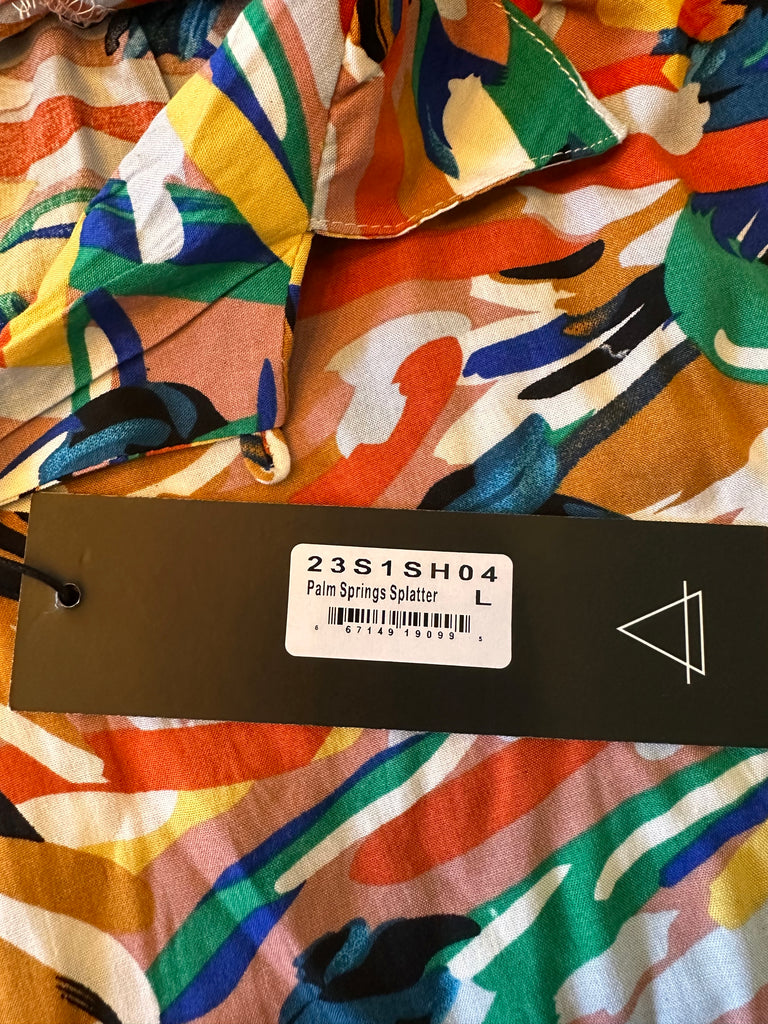 23S1SH04
Palm Springs Splatter L
6 67149 19099 5